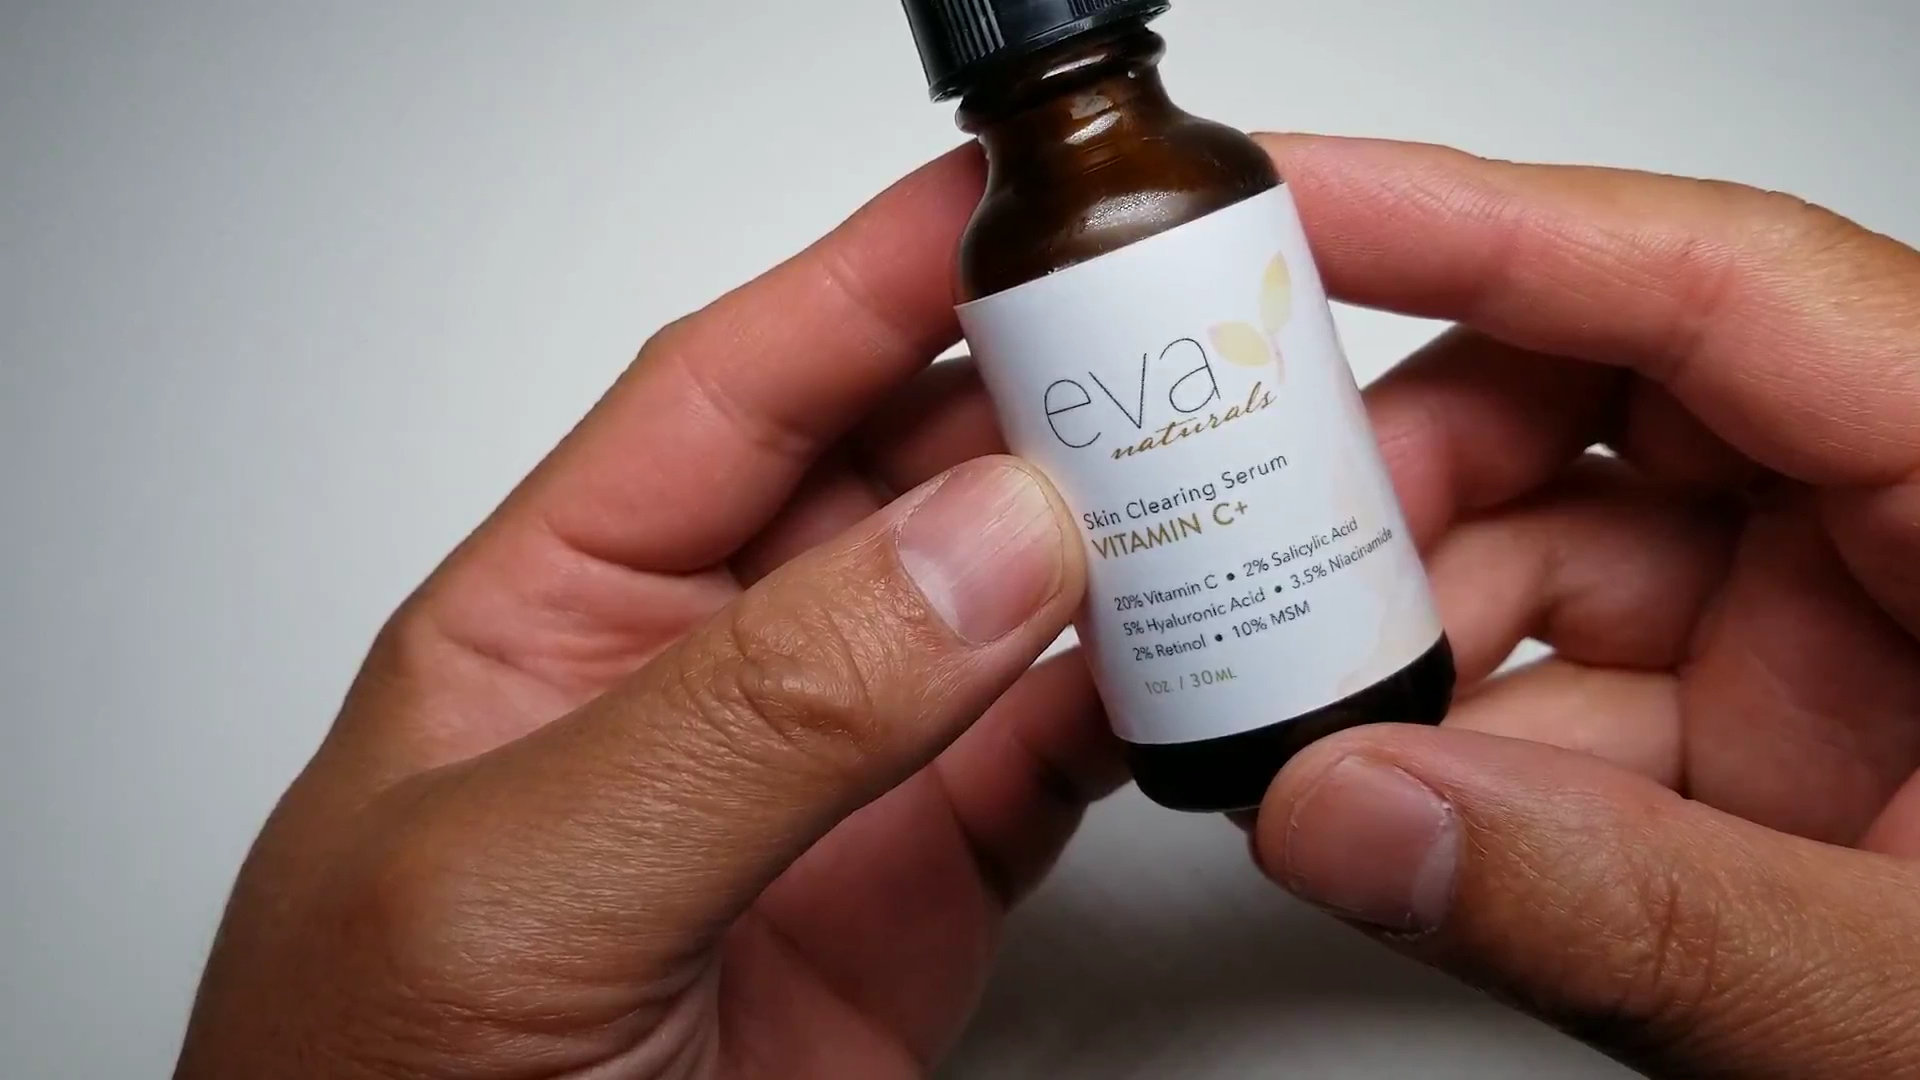 eva
naturals
Skin Clearing Serum
VITAMIN C+
20% Vitamin C • 2% Salicylic Acid
5% Hyaluronic Acid • 3.5% Niacinamide
2% Retinol • 10% MSM
1OZ. / 30ML